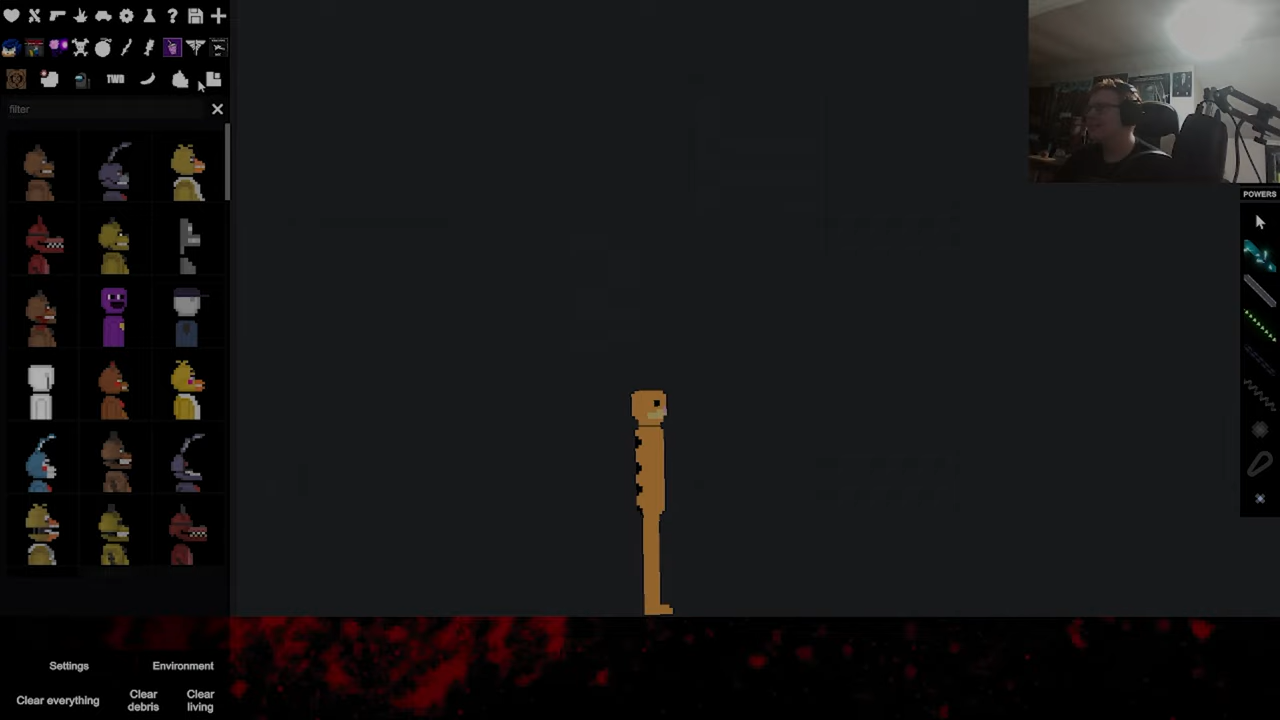 TWD
filter
POWERS
Settings
Environment
Clear everything
Clear debris
Clear living